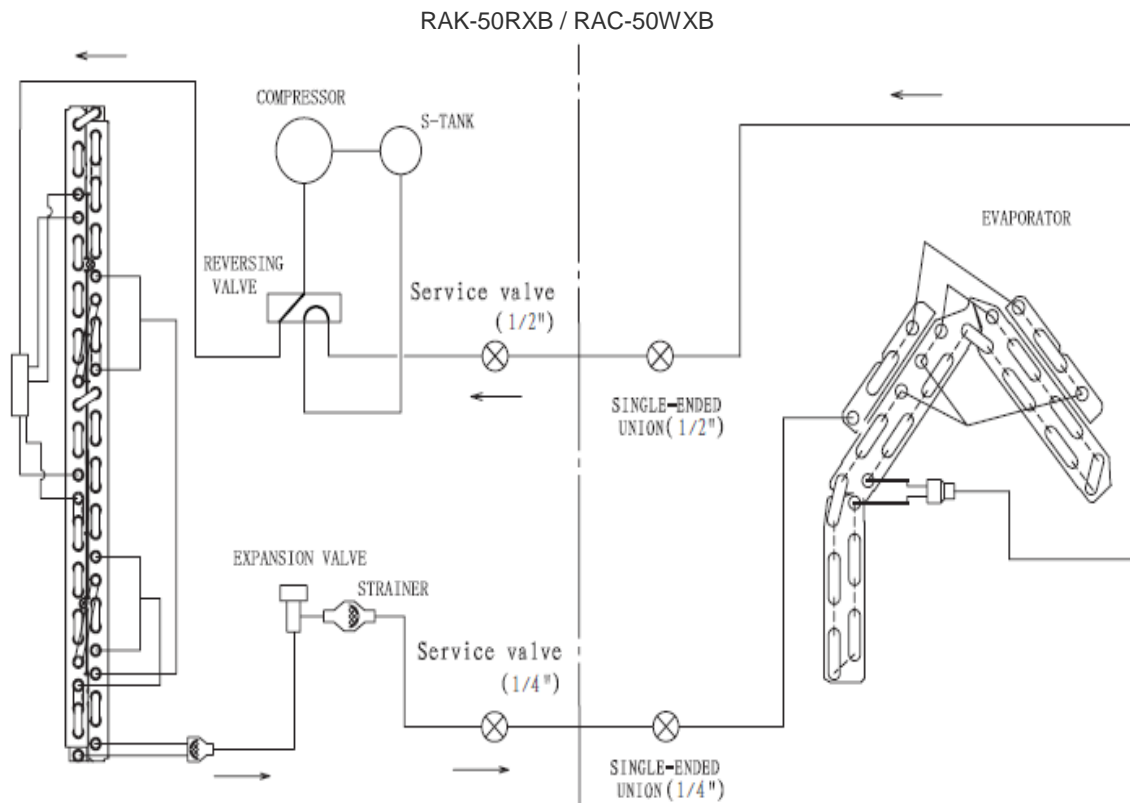 RAK-50RXB / RAC-50WXB
COMPRESSOR
S-TANK
EVAPORATOR
REVERSING
VALVE
Service valve
(1/2")
SINGLE-ENDED
UNION(1/2")
EXPANSION VALVE
STRAINER
Service valve
(1/4")
SINGLE-ENDED
UNION(1/4")